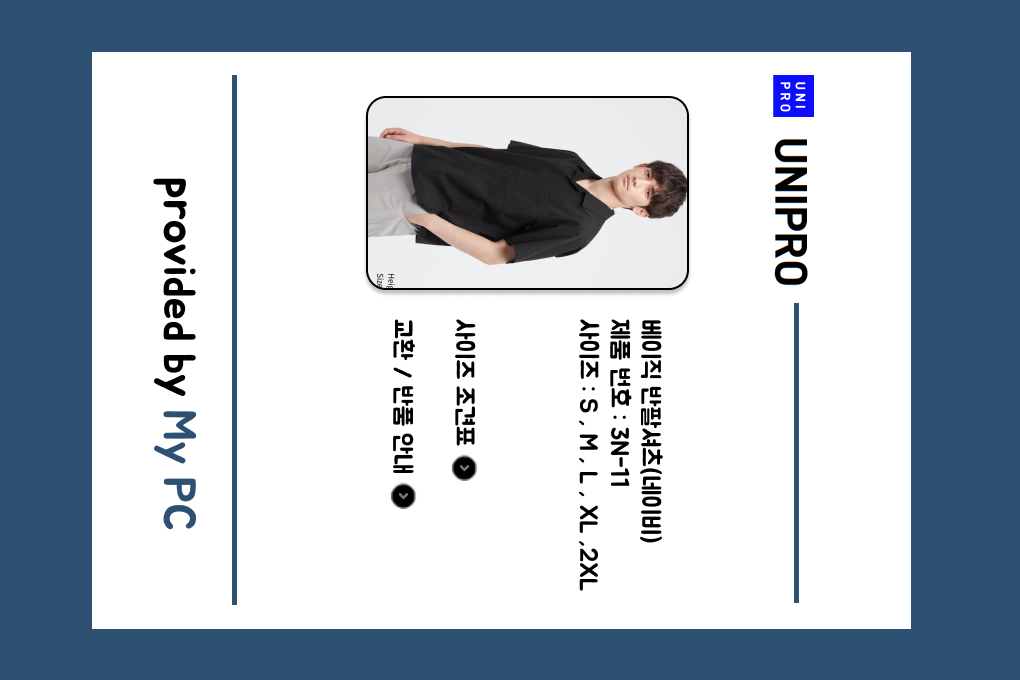 UNI
PRO
UNIPRO
베이직 반팔셔츠(네이비)
제품 번호 : 3N-11
사이즈 : S , M , L , XL ,2XL
사이즈 조견표
교환 / 반품 안내
provided by My PC